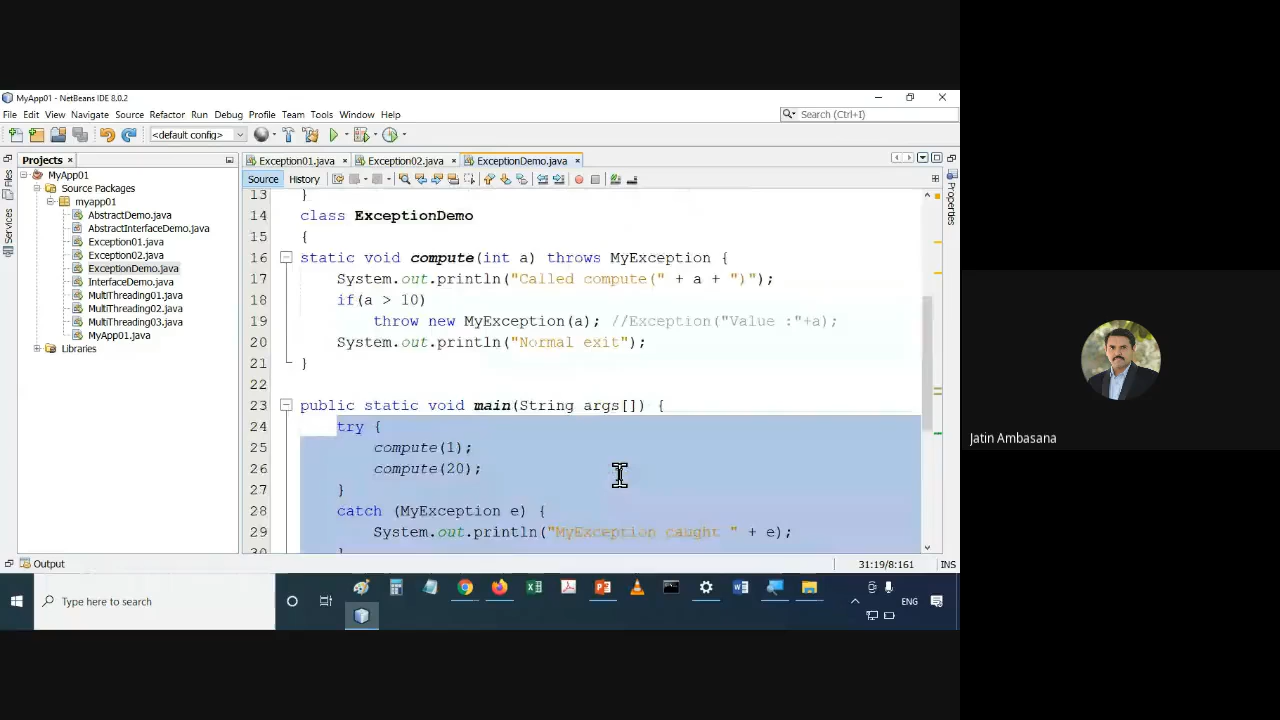 MyApp01 - NetBeans IDE 8.0.2
File Edit View Navigate Source Refactor Run Debug Profile Team Tools Window Help
Search (Ctrl+I)
<default config>
Projects
Exception01.java
Exception02.java
ExceptionDemo.java
Files
Services
Properties
MyApp01
Source Packages
myapp01
AbstractDemo.java
AbstractInterfaceDemo.java
Exception01.java
Exception02.java
ExceptionDemo.java
InterfaceDemo.java
MultiThreading01.java
MultiThreading02.java
MultiThreading03.java
MyApp01.java
Libraries
Source History
13 }
14 class ExceptionDemo
15 {
16 static void compute(int a) throws MyException {
17 System.out.println("Called compute(" + a + ")");
18 if(a > 10)
19 throw new MyException(a); //Exception("Value :"+a);
20 System.out.println("Normal exit");
21 }
22
23 public static void main(String args[]) {
24 try {
25 compute(1);
26 compute(20);
27 }
28 catch (MyException e) {
29 System.out.println("MyException caught " + e);
30 }
Output
31:19/8:161 INS
Type here to search
ENG
Jatin Ambasana